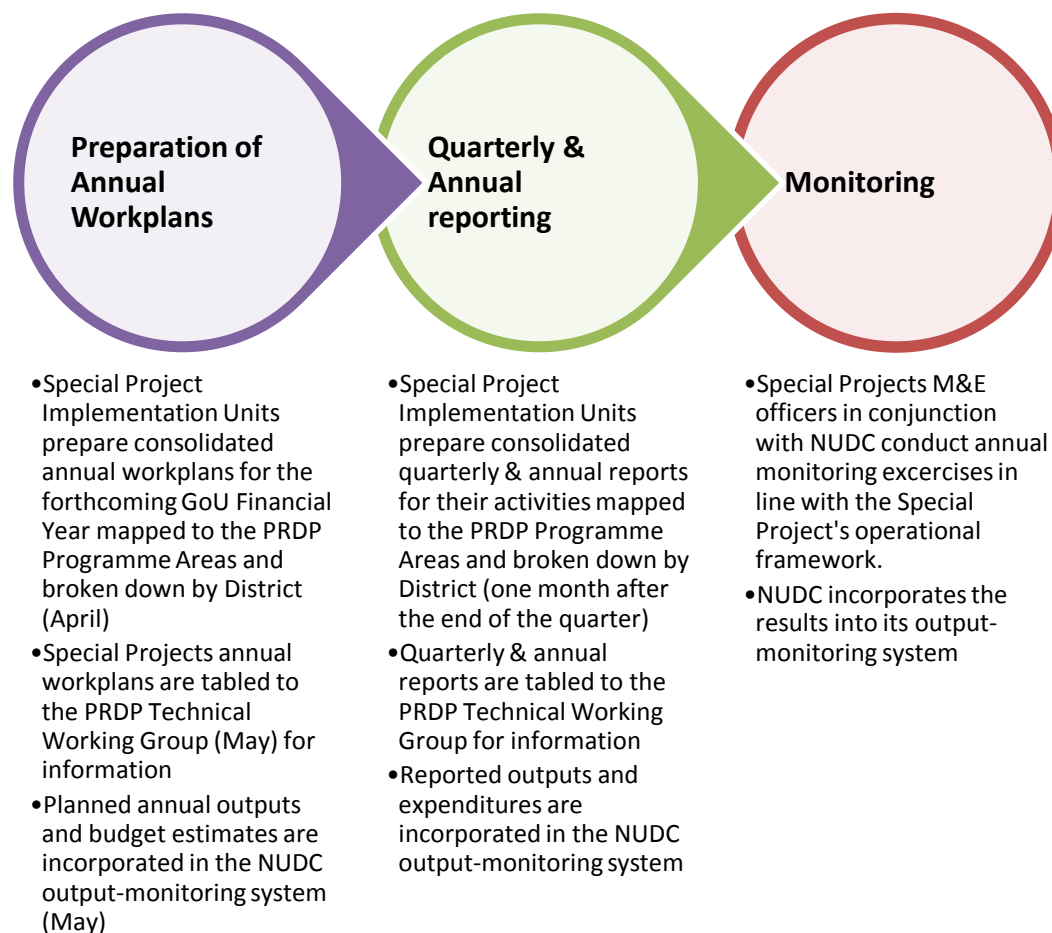 Preparation of
Annual
Workplans
•Special Project
Implementation Units
prepare consolidated
annual workplans for the
forthcoming GoU Financial
Year mapped to the PRDP
Programme Areas and
broken down by District
(April)
•Special Projects annual
workplans are tabled to
the PRDP Technical
Working Group (May) for
information
•Planned annual outputs
and budget estimates are
incorporated in the NUDC
output-monitoring system
(May)
Quarterly &
Annual
reporting
•Special Project
Implementation Units
prepare consolidated
quarterly & annual reports
for their activities mapped
to the PRDP Programme
Areas and broken down by
District (one month after
the end of the quarter)
•Quarterly & annual
reports are tabled to the
PRDP Technical Working
Group for information
•Reported outputs and
expenditures are
incorporated in the NUDC
output-monitoring system
Monitoring
•Special Projects M&E
officers in conjunction
with NUDC conduct annual
monitoring excercises in
line with the Special
Project's operational
framework.
•NUDC incorporates the
results into its output-
monitoring system